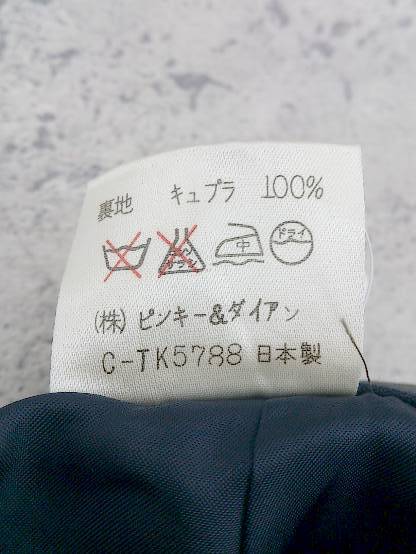 裏地 キュプラ 100%
中 ドライ
(株) ピンキー&ダイアン
C-TK5788 日本製